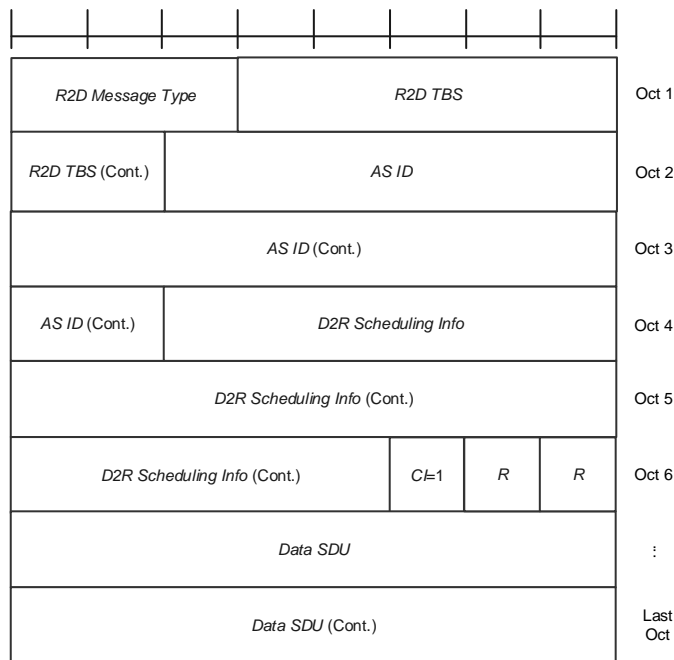 R2D Message Type R2D TBS Oct 1
R2D TBS (Cont.) AS ID Oct 2
AS ID (Cont.) Oct 3
AS ID (Cont.) D2R Scheduling Info Oct 4
D2R Scheduling Info (Cont.) Oct 5
D2R Scheduling Info (Cont.) CI=1 R R Oct 6
Data SDU ⋮
Data SDU (Cont.) Last
Oct